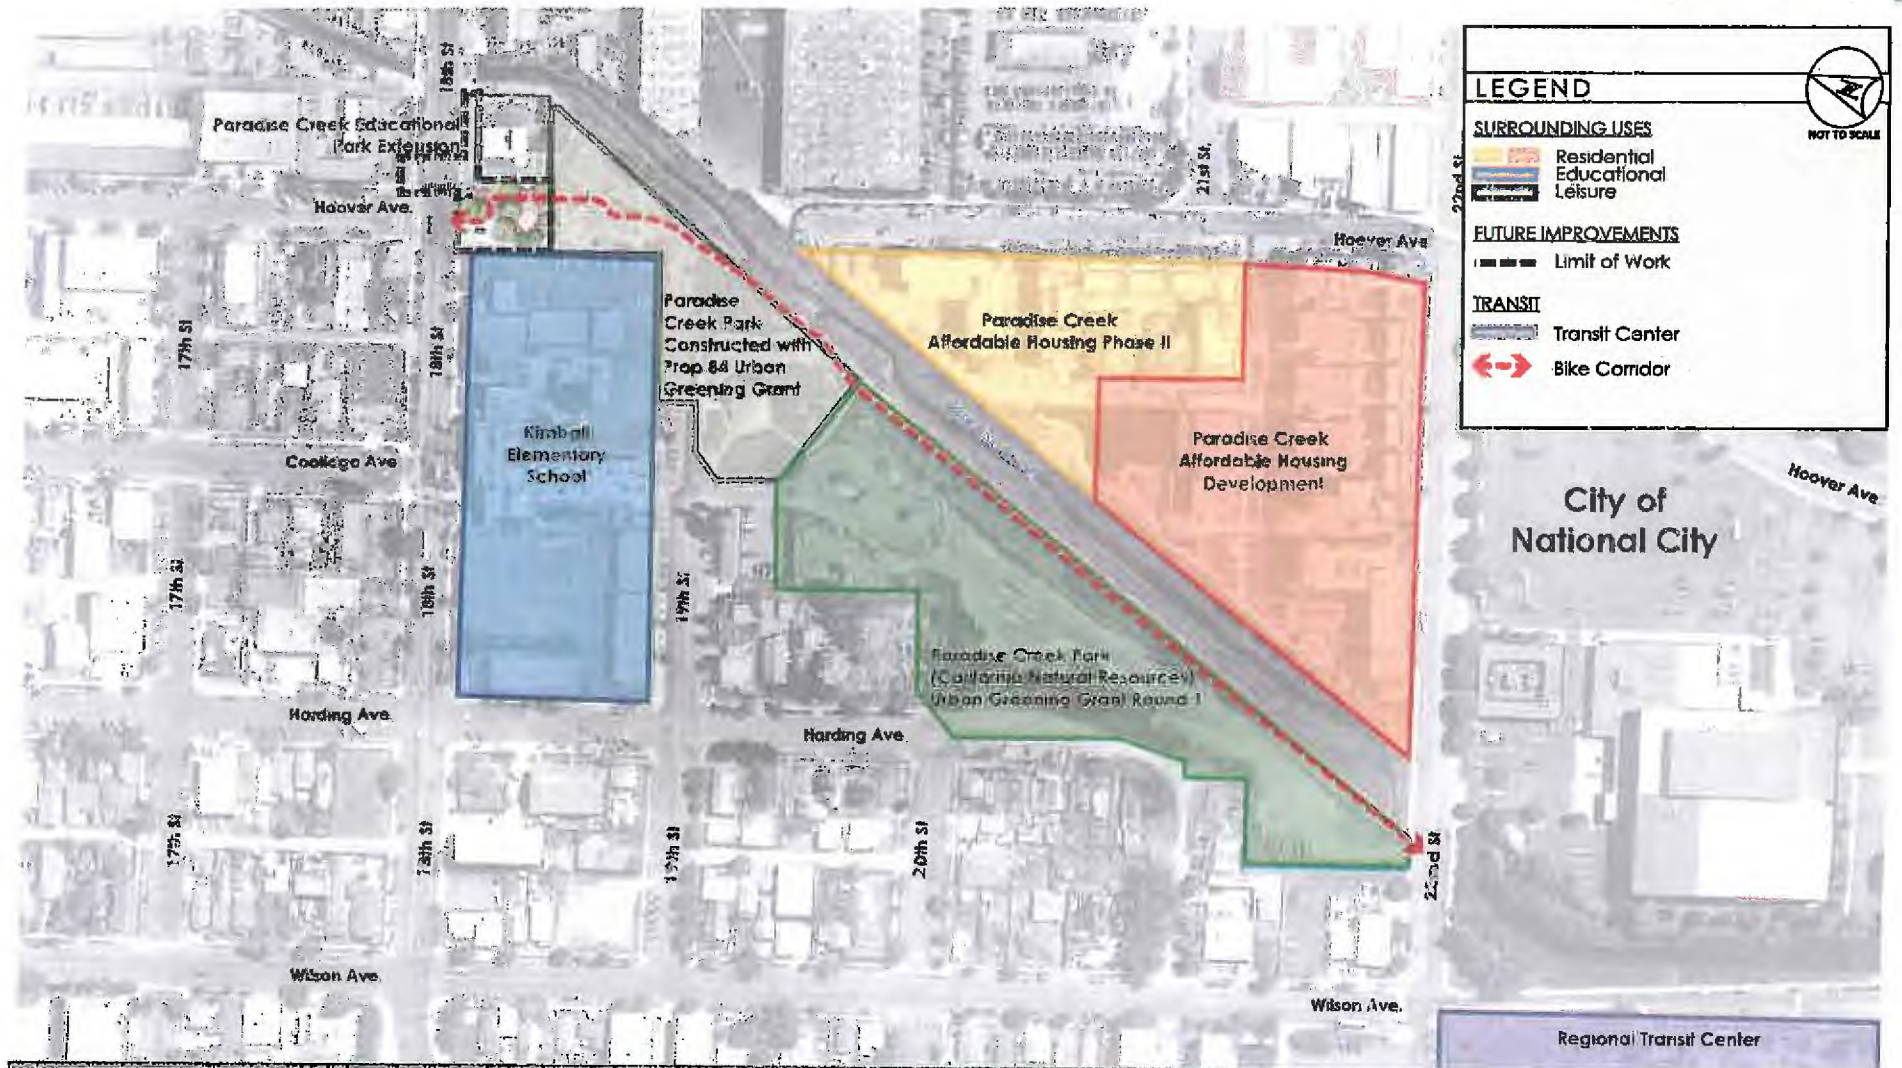 18th St
Paradise Creek Educational
Park Extension
Hoover Ave.
21st St.
22nd St
Hoover Ave
17th St
18th St
Paradise
Creek Park
Constructed with
Prop 84 Urban
Greening Grant
Paradise Creek
Affordable Housing Phase II
Kimball
Elementary
School
Coolidge Ave
Paradise Creek
Affordable Housing
Development
17th St
18th St
19th St
Paradise Creek Park
(California Natural Resources)
Urban Greening Grant Round 1
Harding Ave
Harding Ave.
17th St
18th St
19th St
20th St
22nd St
Wilson Ave.
Wilson Ave.
Regional Transit Center
City of
National City
Hoover Ave
LEGEND
NOT TO SCALE
SURROUNDING USES
Residential
Educational
Leisure
FUTURE IMPROVEMENTS
Limit of Work
TRANSIT
Transit Center
Bike Corridor